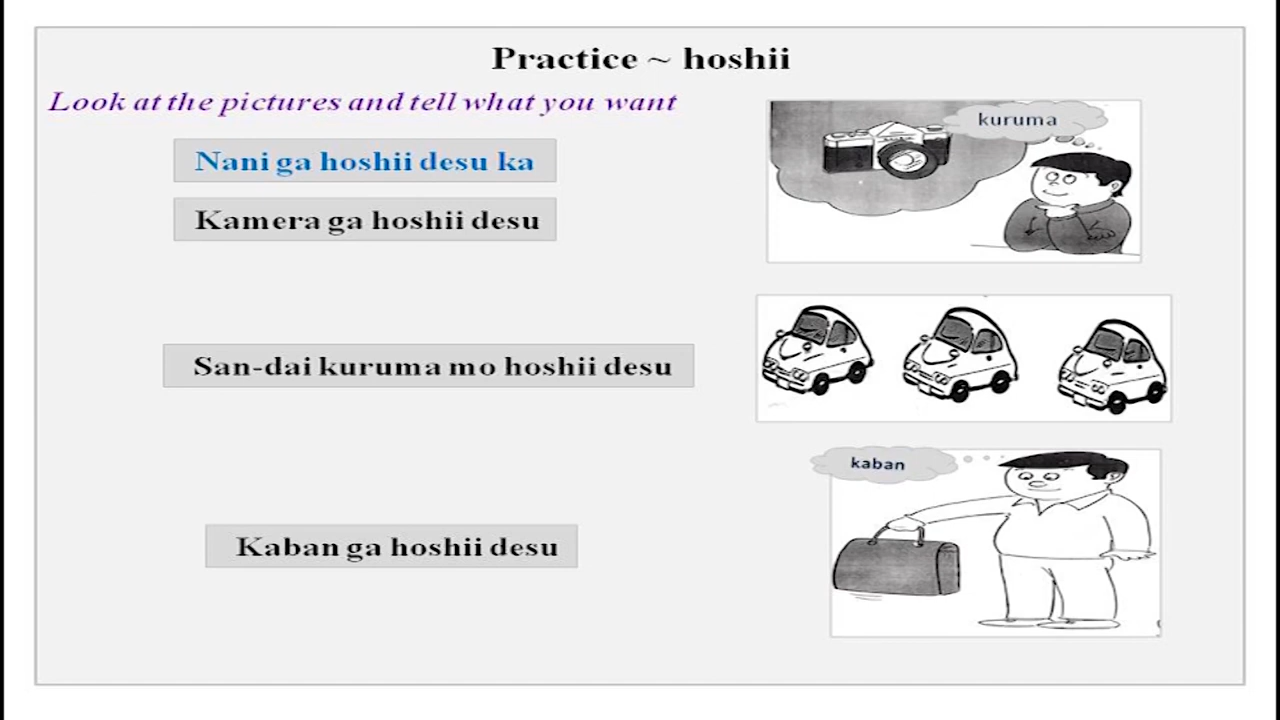 Practice ~ hoshii
Look at the pictures and tell what you want
Nani ga hoshii desu ka
kuruma
Kamera ga hoshii desu
San-dai kuruma mo hoshii desu
kaban
Kaban ga hoshii desu